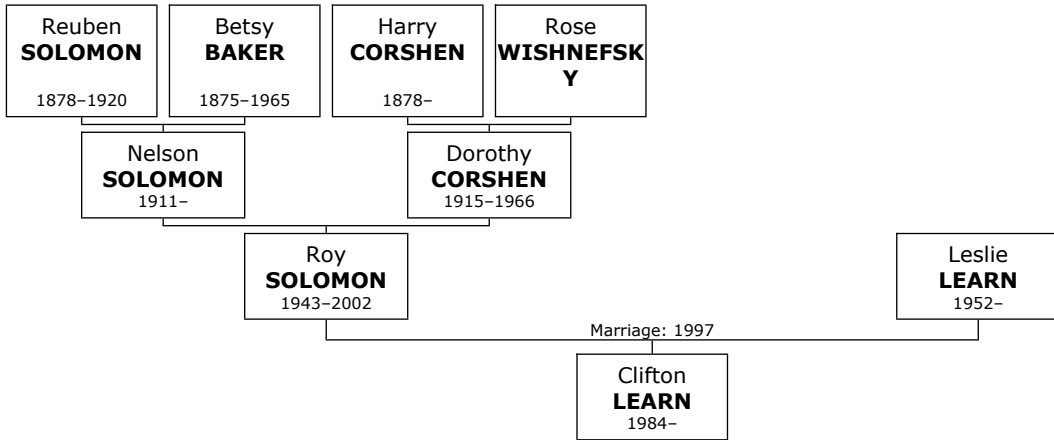 Reuben
SOLOMON
1878–1920
Betsy
BAKER
1875–1965
Harry
CORSHEN
1878–
Rose
WISHNEFSK
Y
Nelson
SOLOMON
1911–
Dorothy
CORSHEN
1915–1966
Roy
SOLOMON
1943–2002
Leslie
LEARN
1952–
Marriage: 1997
Clifton
LEARN
1984–